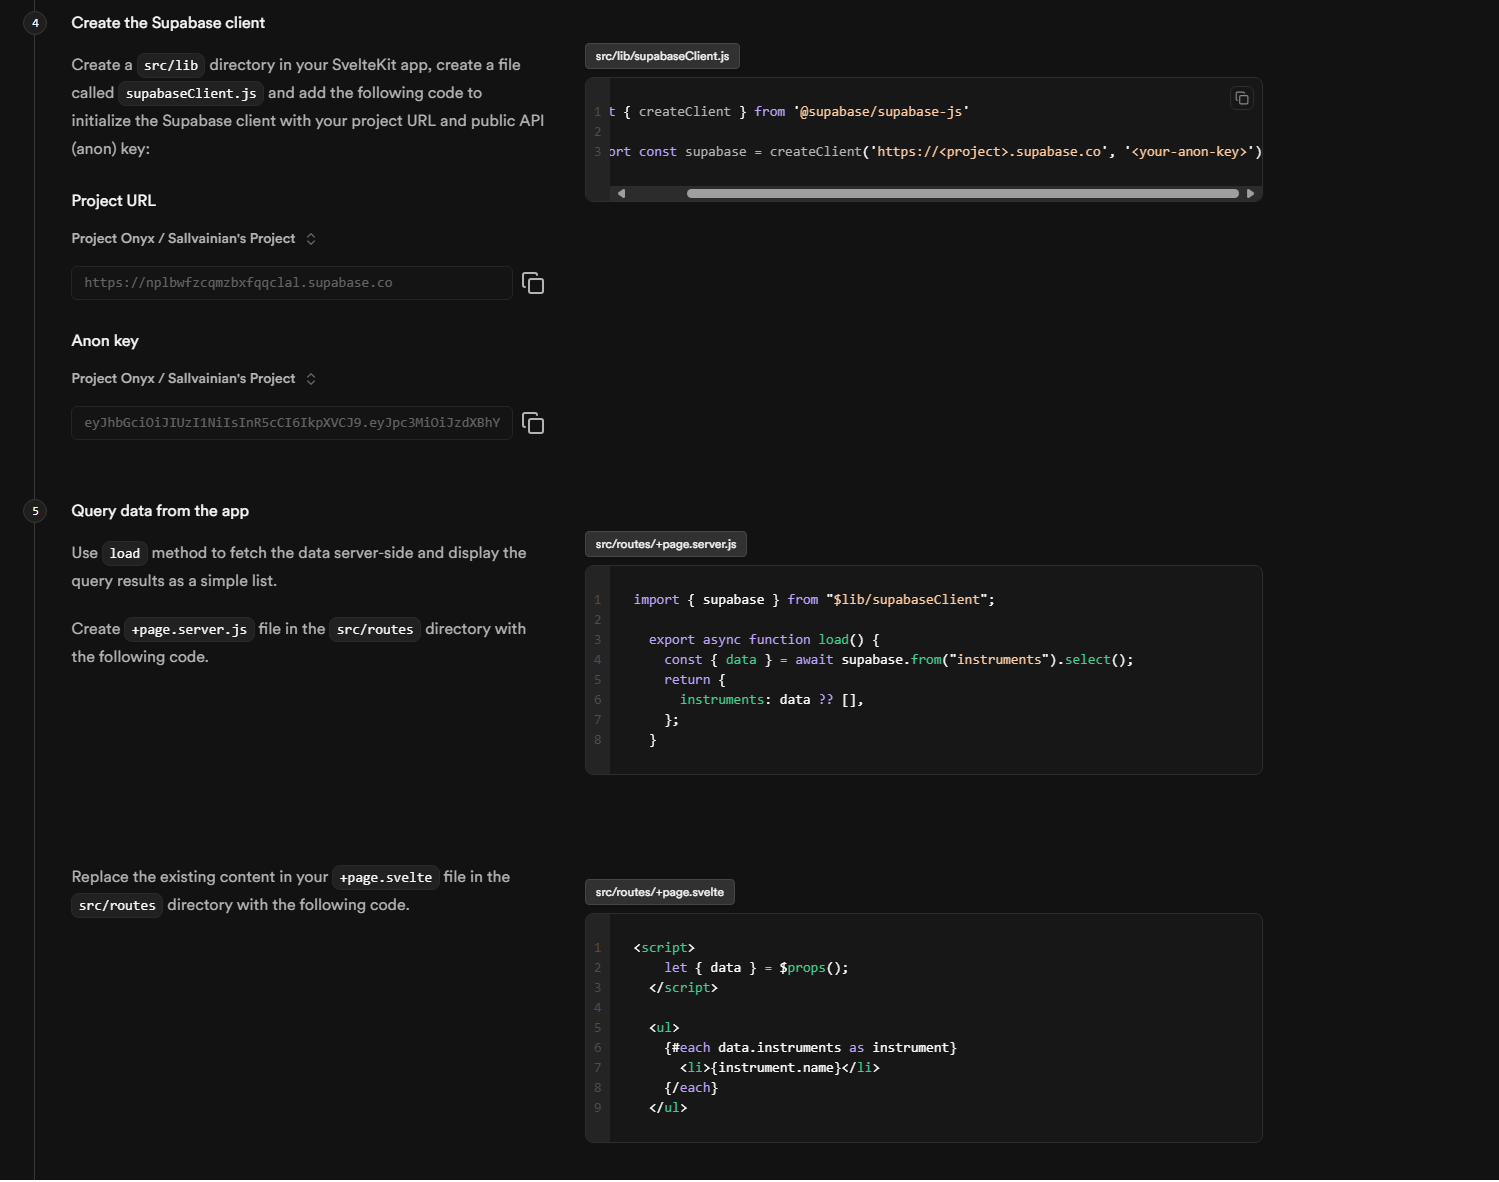 4
Create the Supabase client
Create a src/lib directory in your SvelteKit app, create a file
called supabaseClient.js and add the following code to
initialize the Supabase client with your project URL and public API
(anon) key:
Project URL
Project Onyx / Sallvainian's Project
https://nplbwfzcqmzbxfqqclal.supabase.co
Anon key
Project Onyx / Sallvainian's Project
eyJhbGciOiJIUzI1NiIsInR5cCI6IkpXVCJ9.eyJpc3MiOiJzdXBhY
src/lib/supabaseClient.js
1 t { createClient } from '@supabase/supabase-js'
2
3 ort const supabase = createClient('https://<project>.supabase.co', '<your-anon-key>')
5
Query data from the app
Use load method to fetch the data server-side and display the
query results as a simple list.
Create +page.server.js file in the src/routes directory with
the following code.
src/routes/+page.server.js
1 import { supabase } from "$lib/supabaseClient";
2
3 export async function load() {
4 const { data } = await supabase.from("instruments").select();
5 return {
6 instruments: data ?? [],
7 };
8 }
Replace the existing content in your +page.svelte file in the
src/routes directory with the following code.
src/routes/+page.svelte
1 <script>
2 let { data } = $props();
3 </script>
4
5 <ul>
6 {#each data.instruments as instrument}
7 <li>{instrument.name}</li>
8 {/each}
9 </ul>